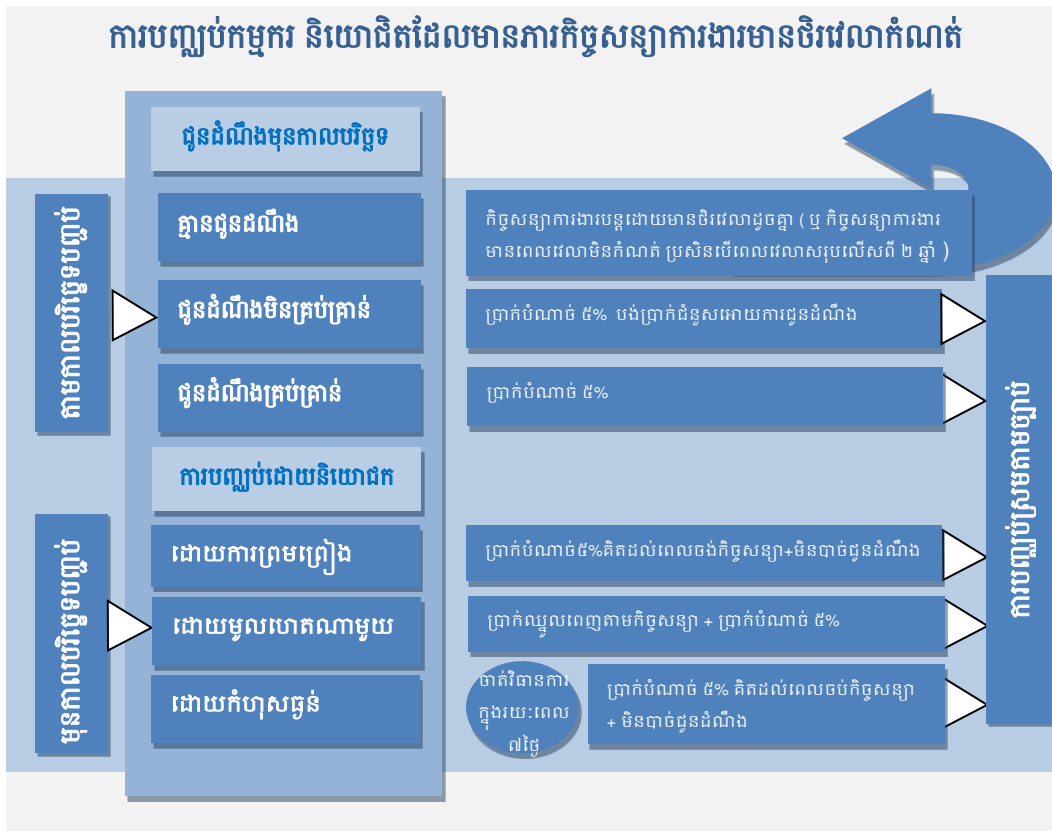 ការបញ្ឈប់កម្មករ និយោជិតដែលមានភារកិច្ចសន្យាការងារមានថិរវេលាកំណត់
តាមកាលបរិច្ឆេទបញ្ចប់
ជូនដំណឹងមុនកាលបរិច្ឆទ
គ្មានជូនដណឹង
កិច្ចសន្យាការងារបន្តដោយមានថិរវេលាដូចគ្នា ( ឬ កិច្ចសន្យាការងារ
មានពេលវេលាមិនកំណត់ ប្រសិនបើពេលវេលាសរុបលើសពី ២ ឆ្នាំ )
ជូនដំណឹងមិនគ្រប់គ្រាន់
ប្រាក់បំណាច់ ៥% បង់ប្រាក់ជំនួសអោយការជូនដំណឹង
ជូនដំណឹងគ្រប់គ្រាន់
ប្រាក់បំណាច់ ៥%
ការបញ្ឈប់ស្របតាមច្បាប់
មុនកាលបរិច្ឆេទបញ្ចប់
ការបញ្ឈប់ដោយនិយោជក
ដោយការព្រមព្រៀង
ប្រាក់បំណាច់៥%គិតដល់ពេលចង់កិច្ចសន្យា+មិនបាច់ជូនដំណឹង
ដោយមូលហេតណាមួយ
ប្រាក់ឈ្នួលពេញតាមកិច្ចសន្យា + ប្រាក់បំណាច់ ៥%
ដោយកំហុសធ្ងន់
ចាត់វិធានការ
ក្នុងរយៈពេល
៧ថ្ងៃ
ប្រាក់បំណាច់ ៥% គិតដល់ពេលចប់កិច្ចសន្យា
+ មិនបាច់ជូនដំណឹង